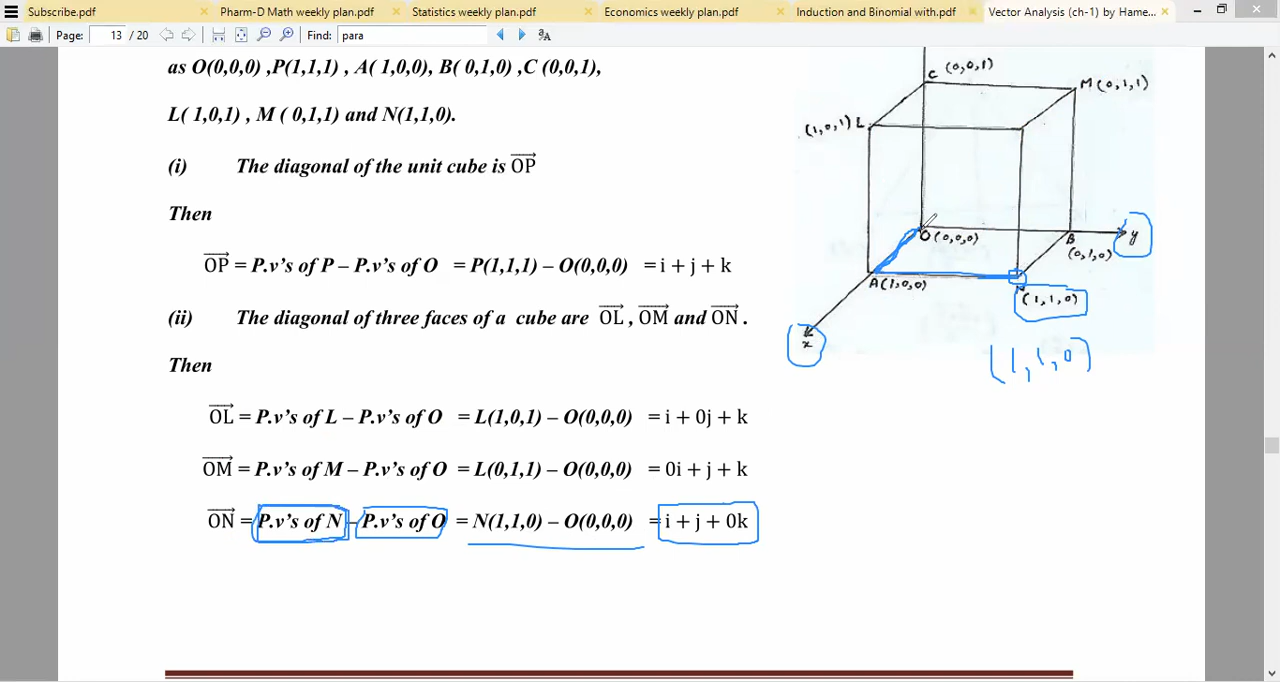 Subscribe.pdf × Pharm-D Math weekly plan.pdf × Statistics weekly plan.pdf × Economics weekly plan.pdf × Induction and Binomial with.pdf × Vector Analysis (ch-1) by Hame... ×
Page: 13 / 20 Find: para
as O(0,0,0) ,P(1,1,1) , A( 1,0,0), B( 0,1,0) ,C (0,0,1),
L( 1,0,1) , M ( 0,1,1) and N(1,1,0).
(i) The diagonal of the unit cube is OP
Then
OP = P.v's of P – P.v's of O = P(1,1,1) – O(0,0,0) = i + j + k
(ii) The diagonal of three faces of a cube are OL , OM and ON .
Then
OL = P.v's of L – P.v's of O = L(1,0,1) – O(0,0,0) = i + 0j + k
OM = P.v's of M – P.v's of O = L(0,1,1) – O(0,0,0) = 0i + j + k
ON = P.v's of N – P.v's of O = N(1,1,0) – O(0,0,0) = i + j + 0k
C (0,0,1)
M(0,1,1)
(1,0,1) L
O(0,0,0)
B
y
(0,1,0)
A(1,0,0)
N
(1,1,0)
x
(1,1,0)